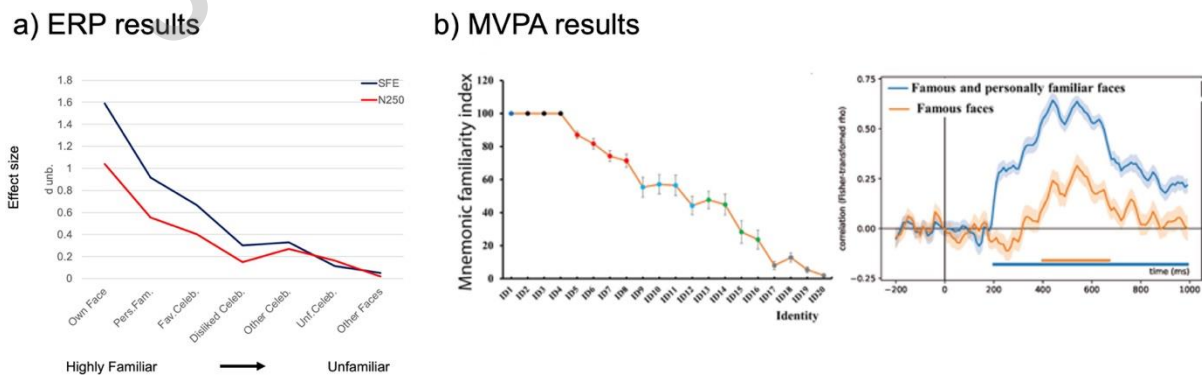 a) ERP results
b) MVPA results
1.8
1.6
1.4
1.2
1
0.8
0.6
0.4
0.2
0
Effect size
d unb.
SFE
N250
Own Face
Pers.Fam.
Fav.Celeb.
Disliked Celeb.
Other Celeb.
Unf.Celeb.
Other Faces
Highly Familiar
Unfamiliar
Mnemonic familiarity index
120
100
80
60
40
20
0
ID1
ID2
ID3
ID4
ID5
ID6
ID7
ID8
ID9
ID10
ID11
ID12
ID13
ID14
ID15
ID16
ID17
ID18
ID19
ID20
Identity
correlation (Fisher-transfomed rho)
0.75
0.50
0.25
0.00
−0.25
Famous and personally familiar faces
Famous faces
time (ms)
−200
0
200
400
600
800
1000